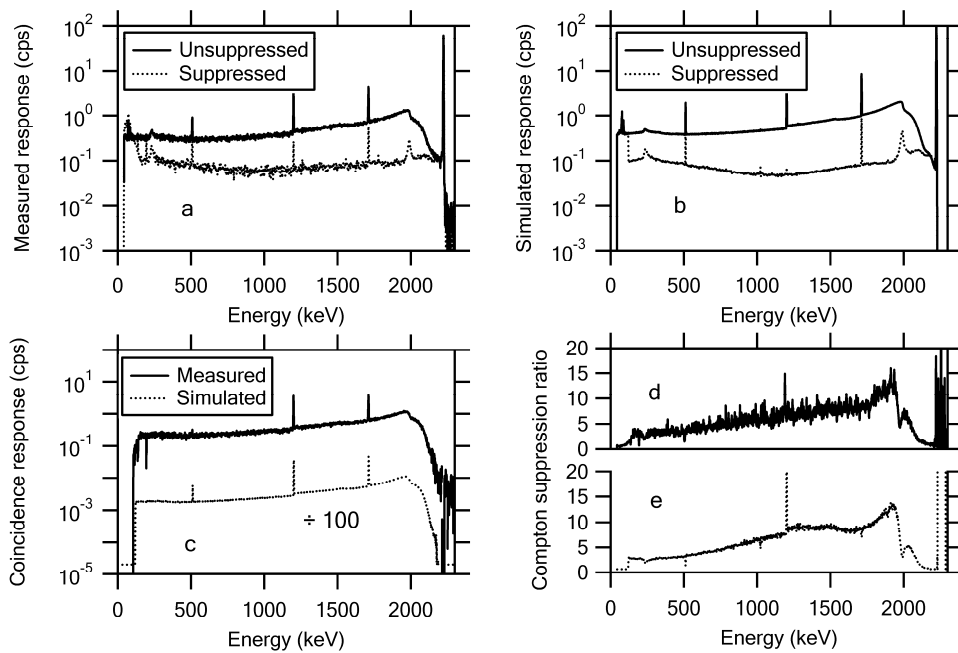 10²
10¹
10⁰
10⁻¹
10⁻²
10⁻³
Measured response (cps)
Unsuppressed
Suppressed
a
0 500 1000 1500 2000
Energy (keV)
10²
10¹
10⁰
10⁻¹
10⁻²
10⁻³
Simulated response (cps)
Unsuppressed
Suppressed
b
0 500 1000 1500 2000
Energy (keV)
10¹
10⁻¹
10⁻³
10⁻⁵
Coincidence response (cps)
Measured
Simulated
÷ 100
c
0 500 1000 1500 2000
Energy (keV)
Compton suppression ratio
20
15
10
5
0
d
20
15
10
5
0
e
0 500 1000 1500 2000
Energy (keV)